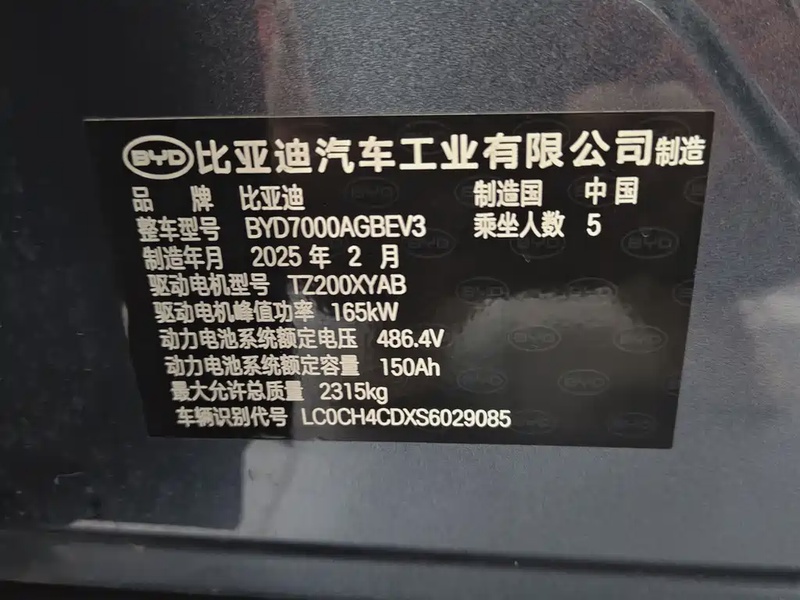 BYD 比亚迪汽车工业有限公司制造
品 牌 比亚迪 制造国 中国
整车型号 BYD7000AGBEV3 乘坐人数 5
制造年月 2025 年 2 月
驱动电机型号 TZ200XYAB
驱动电机峰值功率 165kW
动力电池系统额定电压 486.4V
动力电池系统额定容量 150Ah
最大允许总质量 2315kg
车辆识别代号 LC0CH4CDXS6029085